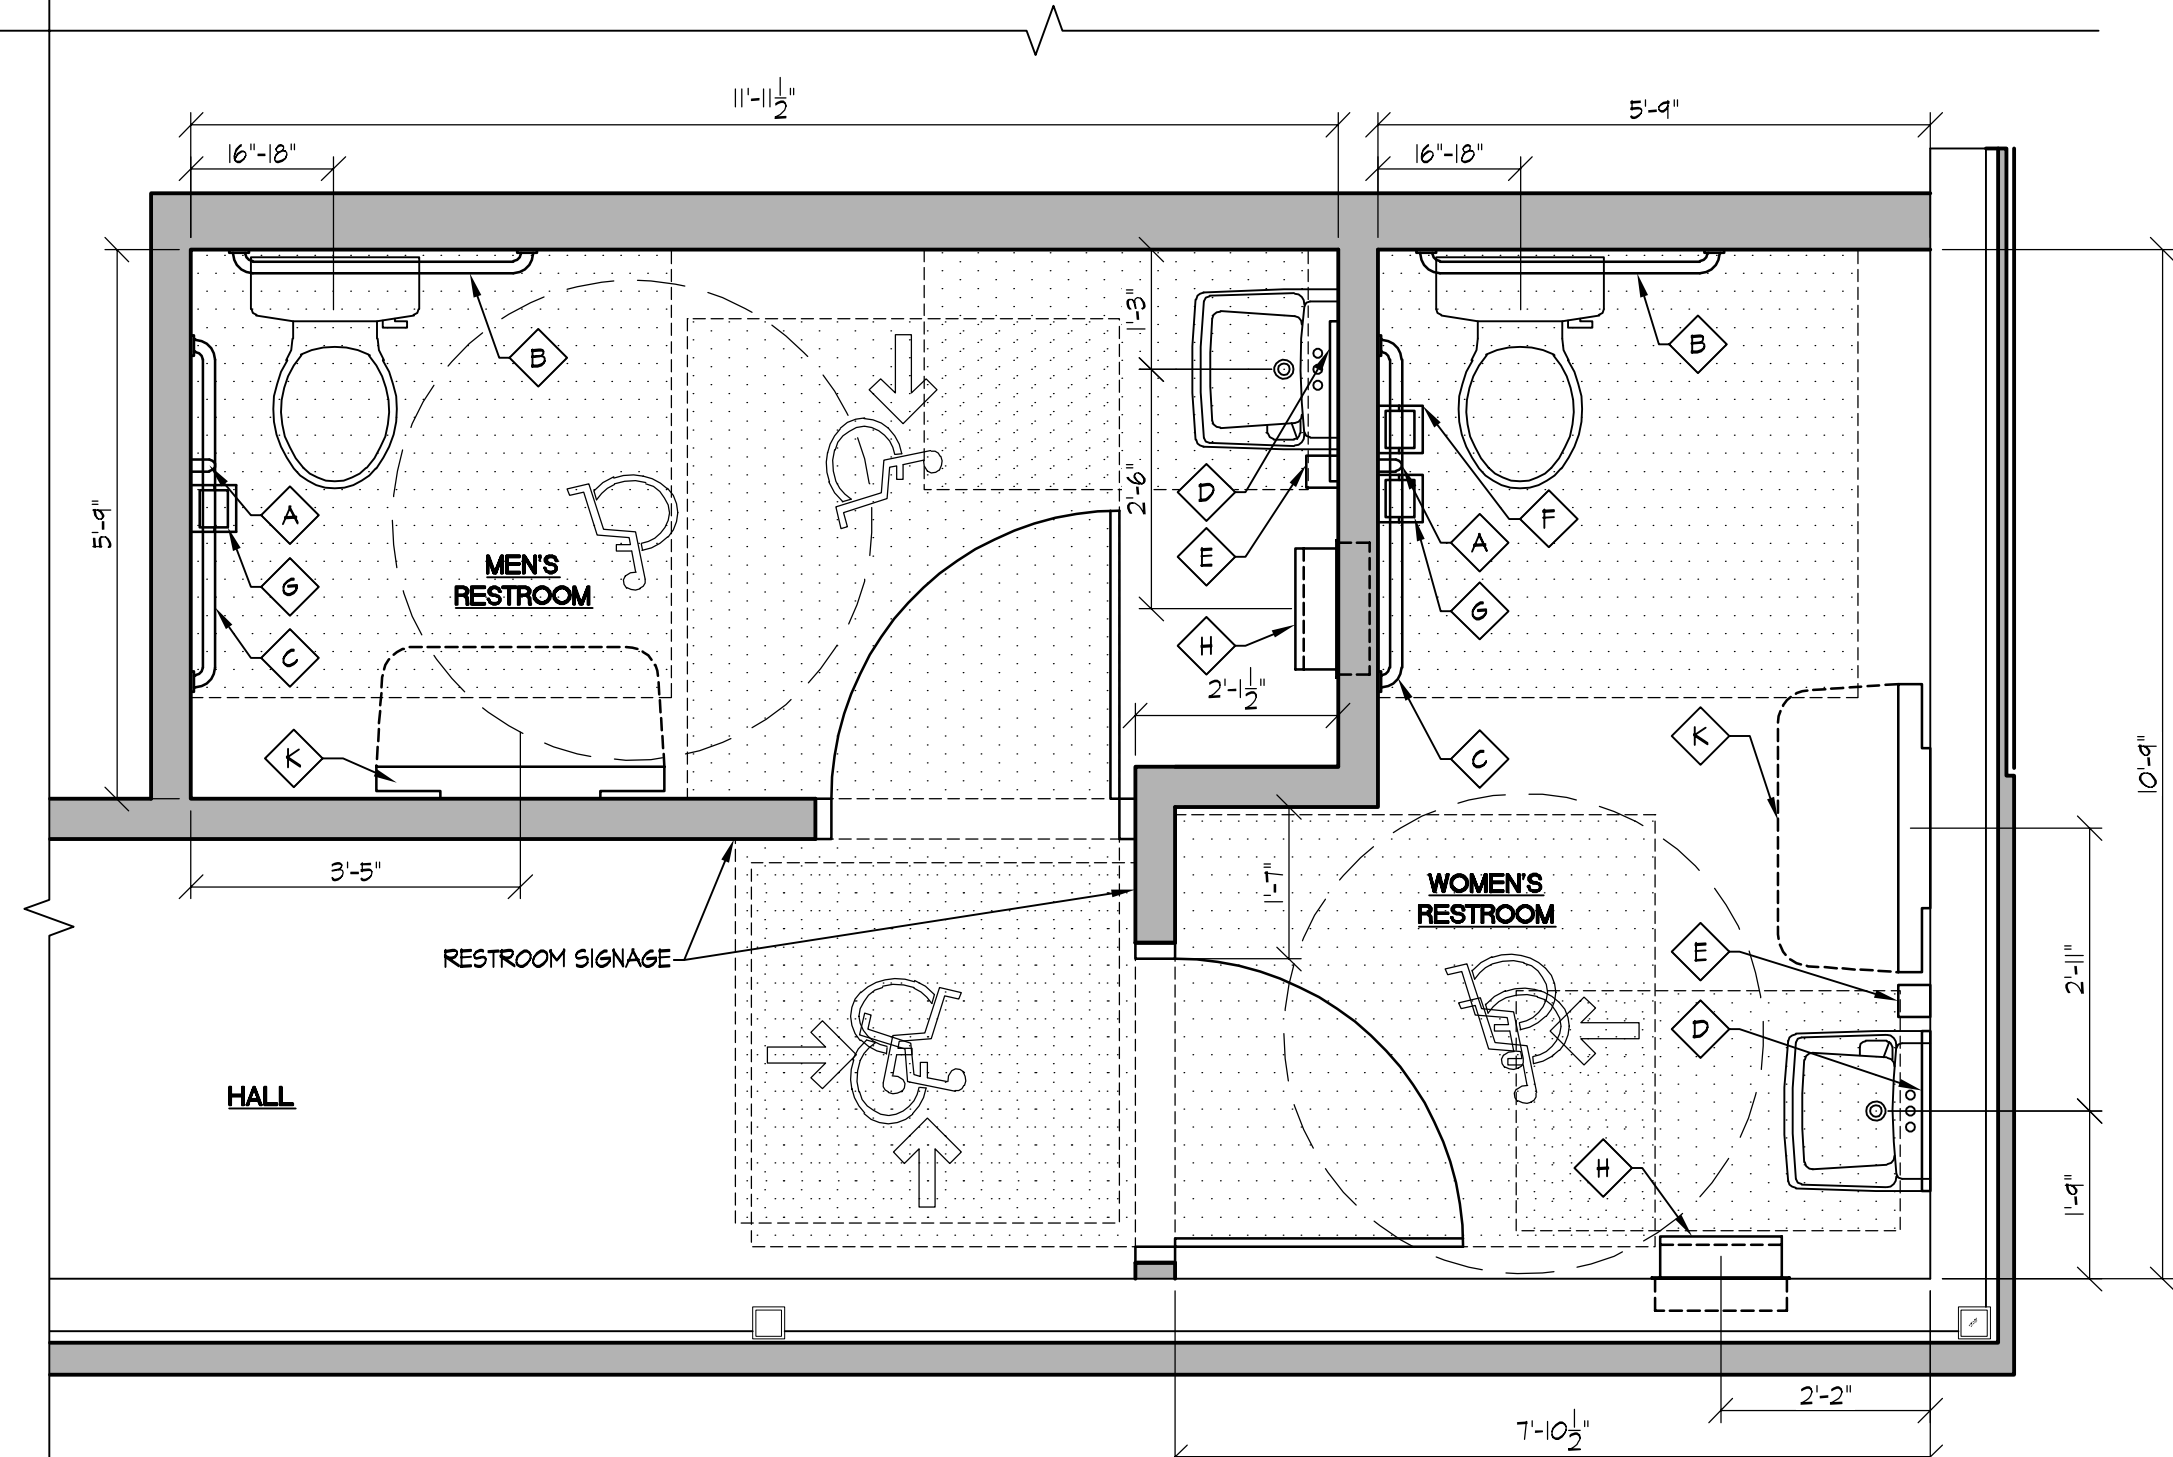 11'-11 1/2"
5'-9"
16"-18"
16"-18"
1'-3"
B
B
2'-6"
D
A
F
5'-9"
E
A
MEN'S
RESTROOM
G
G
H
C
2'-1 1/2"
K
C
K
10'-9"
3'-5"
1'-7"
WOMEN'S
RESTROOM
RESTROOM SIGNAGE
E
2'-11"
D
HALL
H
1'-9"
2'-2"
7'-10 1/2"